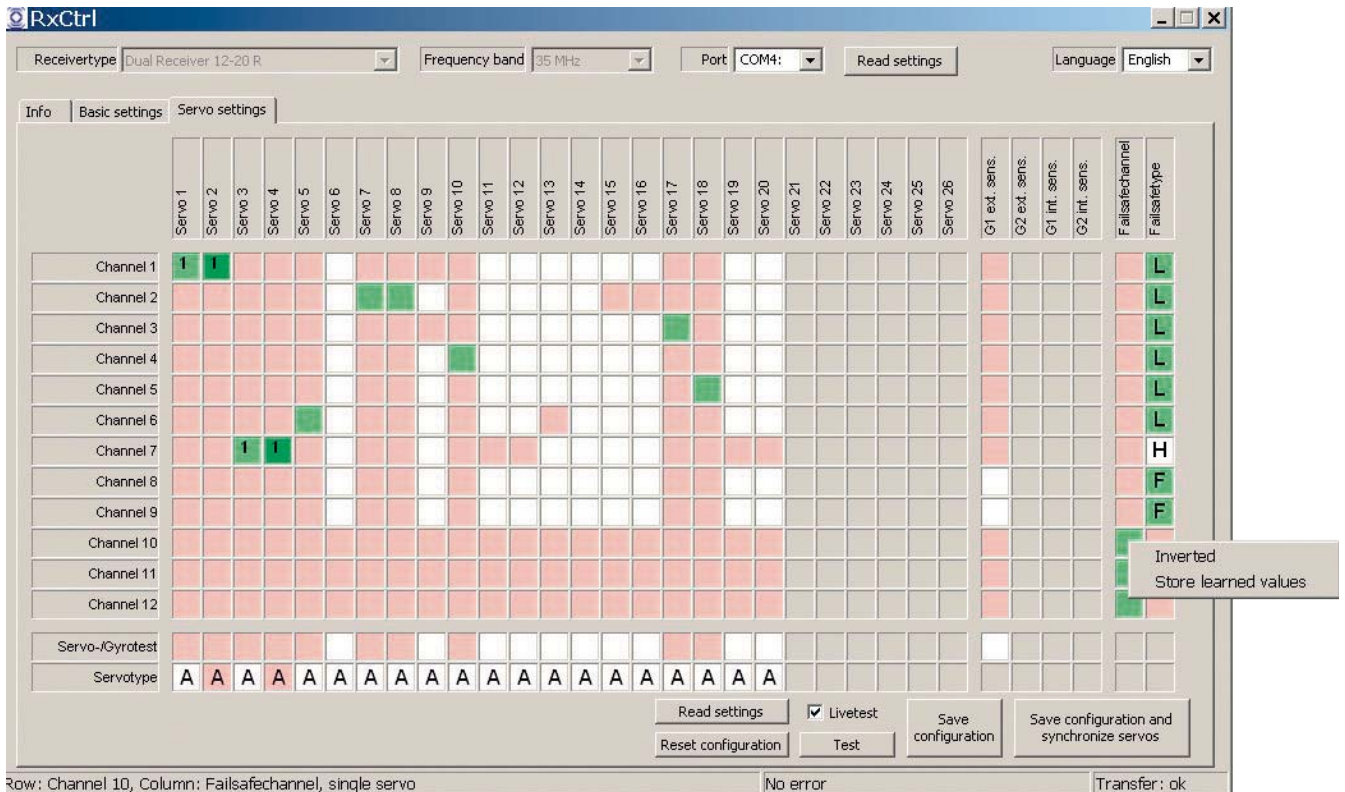 RxCtrl
Receivertype Dual Receiver 12-20 R Frequency band 35 MHz Port COM4: Read settings Language English
Info Basic settings Servo settings
Servo 1 Servo 2 Servo 3 Servo 4 Servo 5 Servo 6 Servo 7 Servo 8 Servo 9 Servo 10 Servo 11 Servo 12 Servo 13 Servo 14 Servo 15 Servo 16 Servo 17 Servo 18 Servo 19 Servo 20 Servo 21 Servo 22 Servo 23 Servo 24 Servo 25 Servo 26 G1 ext. sens. G2 ext. sens. G1 int. sens. G2 int. sens. Failsafechannel Failsafetype
Channel 1 1 1 L
Channel 2 L
Channel 3 L
Channel 4 L
Channel 5 L
Channel 6 L
Channel 7 1 1 H
Channel 8 F
Channel 9 F
Channel 10
Inverted
Channel 11
Store learned values
Channel 12
Servo-/Gyrotest
Servotype A A A A A A A A A A A A A A A A A A A A
Read settings Livetest Save configuration Save configuration and synchronize servos
Reset configuration Test
Row: Channel 10, Column: Failsafechannel, single servo No error Transfer: ok